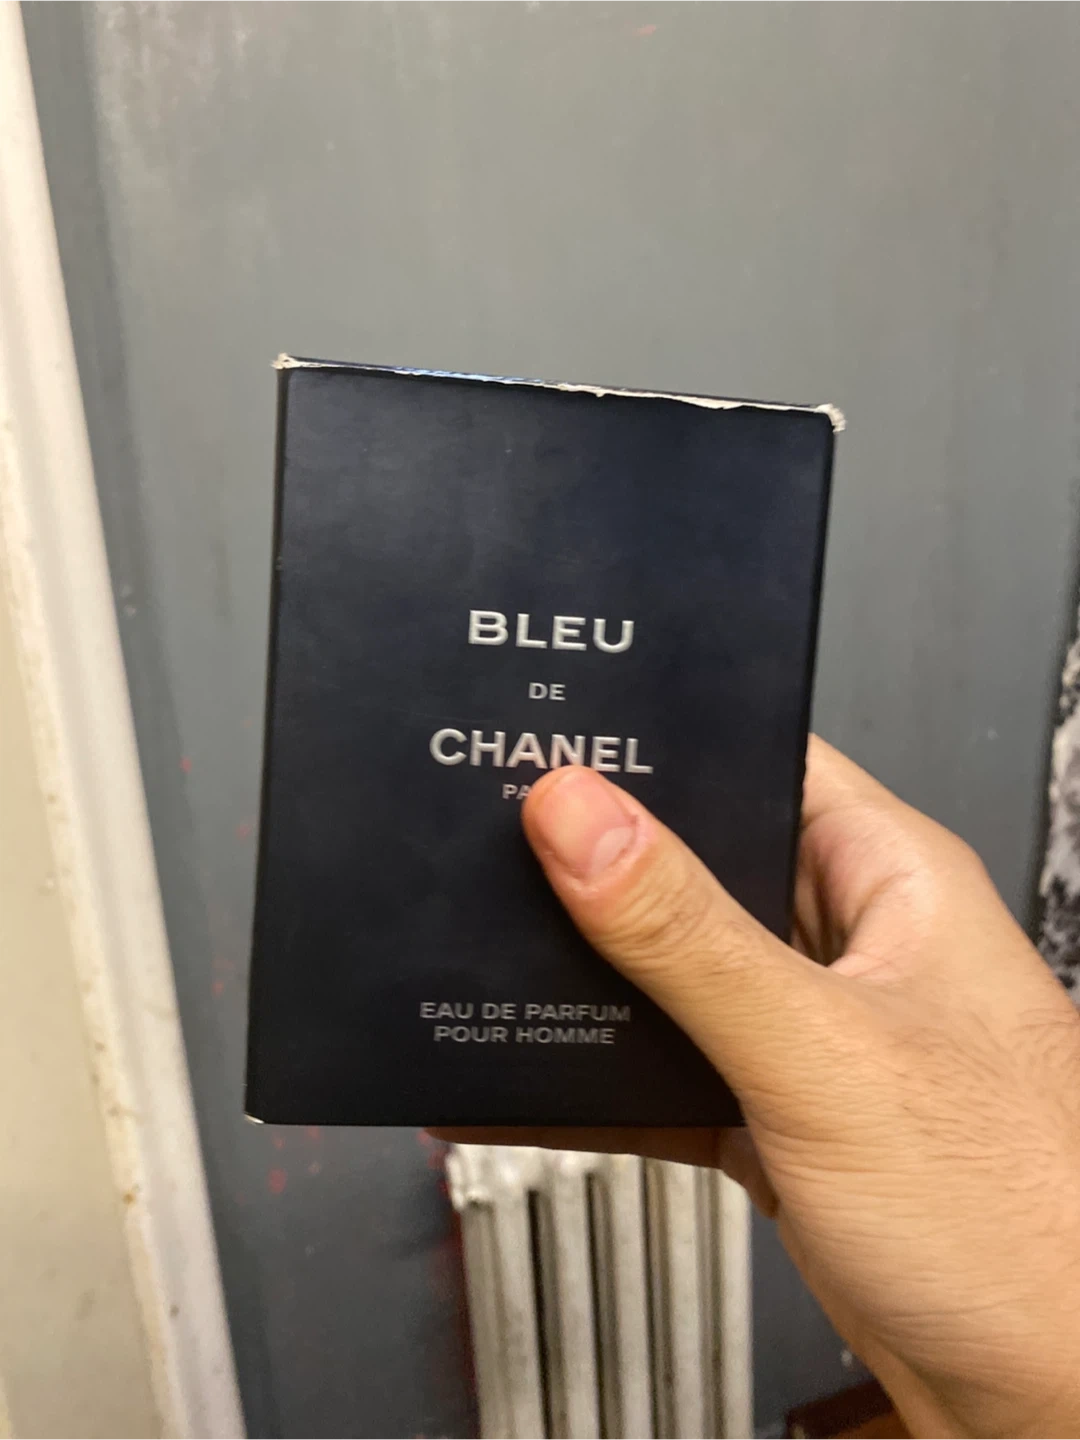 BLEU
DE
CHANEL
EAU DE PARFUM
POUR HOMME